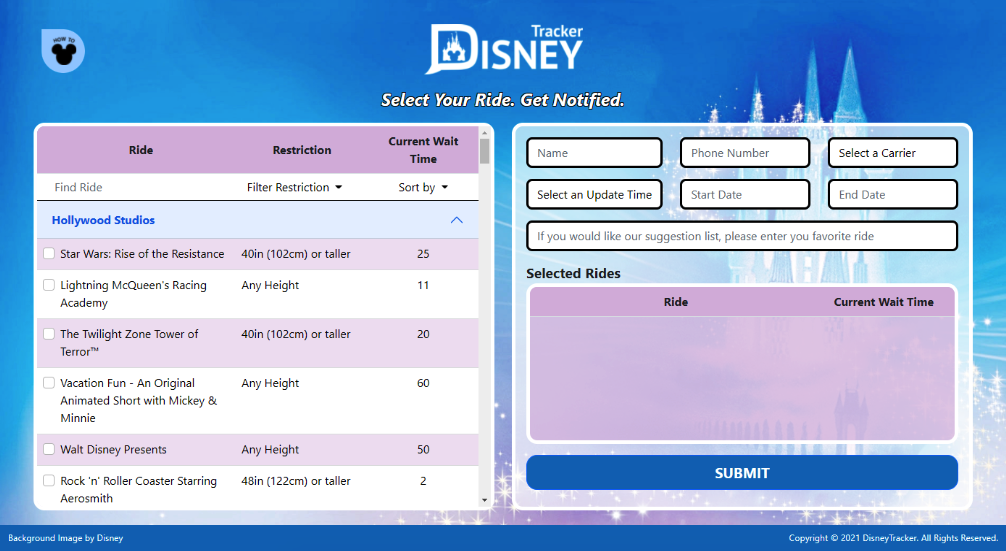 HOW TO
Tracker
DISNEY
Select Your Ride. Get Notified.
Ride Restriction Current Wait
Time
Find Ride Filter Restriction Sort by
Hollywood Studios
Star Wars: Rise of the Resistance 40in (102cm) or taller 25
Lightning McQueen's Racing Any Height 11
Academy
The Twilight Zone Tower of 40in (102cm) or taller 20
Terror™
Vacation Fun - An Original Any Height 60
Animated Short with Mickey &
Minnie
Walt Disney Presents Any Height 50
Rock 'n' Roller Coaster Starring 48in (122cm) or taller 2
Aerosmith
Name Phone Number Select a Carrier
Select an Update Time Start Date End Date
If you would like our suggestion list, please enter you favorite ride
Selected Rides
Ride Current Wait Time
SUBMIT
Background Image by Disney Copyright © 2021 DisneyTracker. All Rights Reserved.